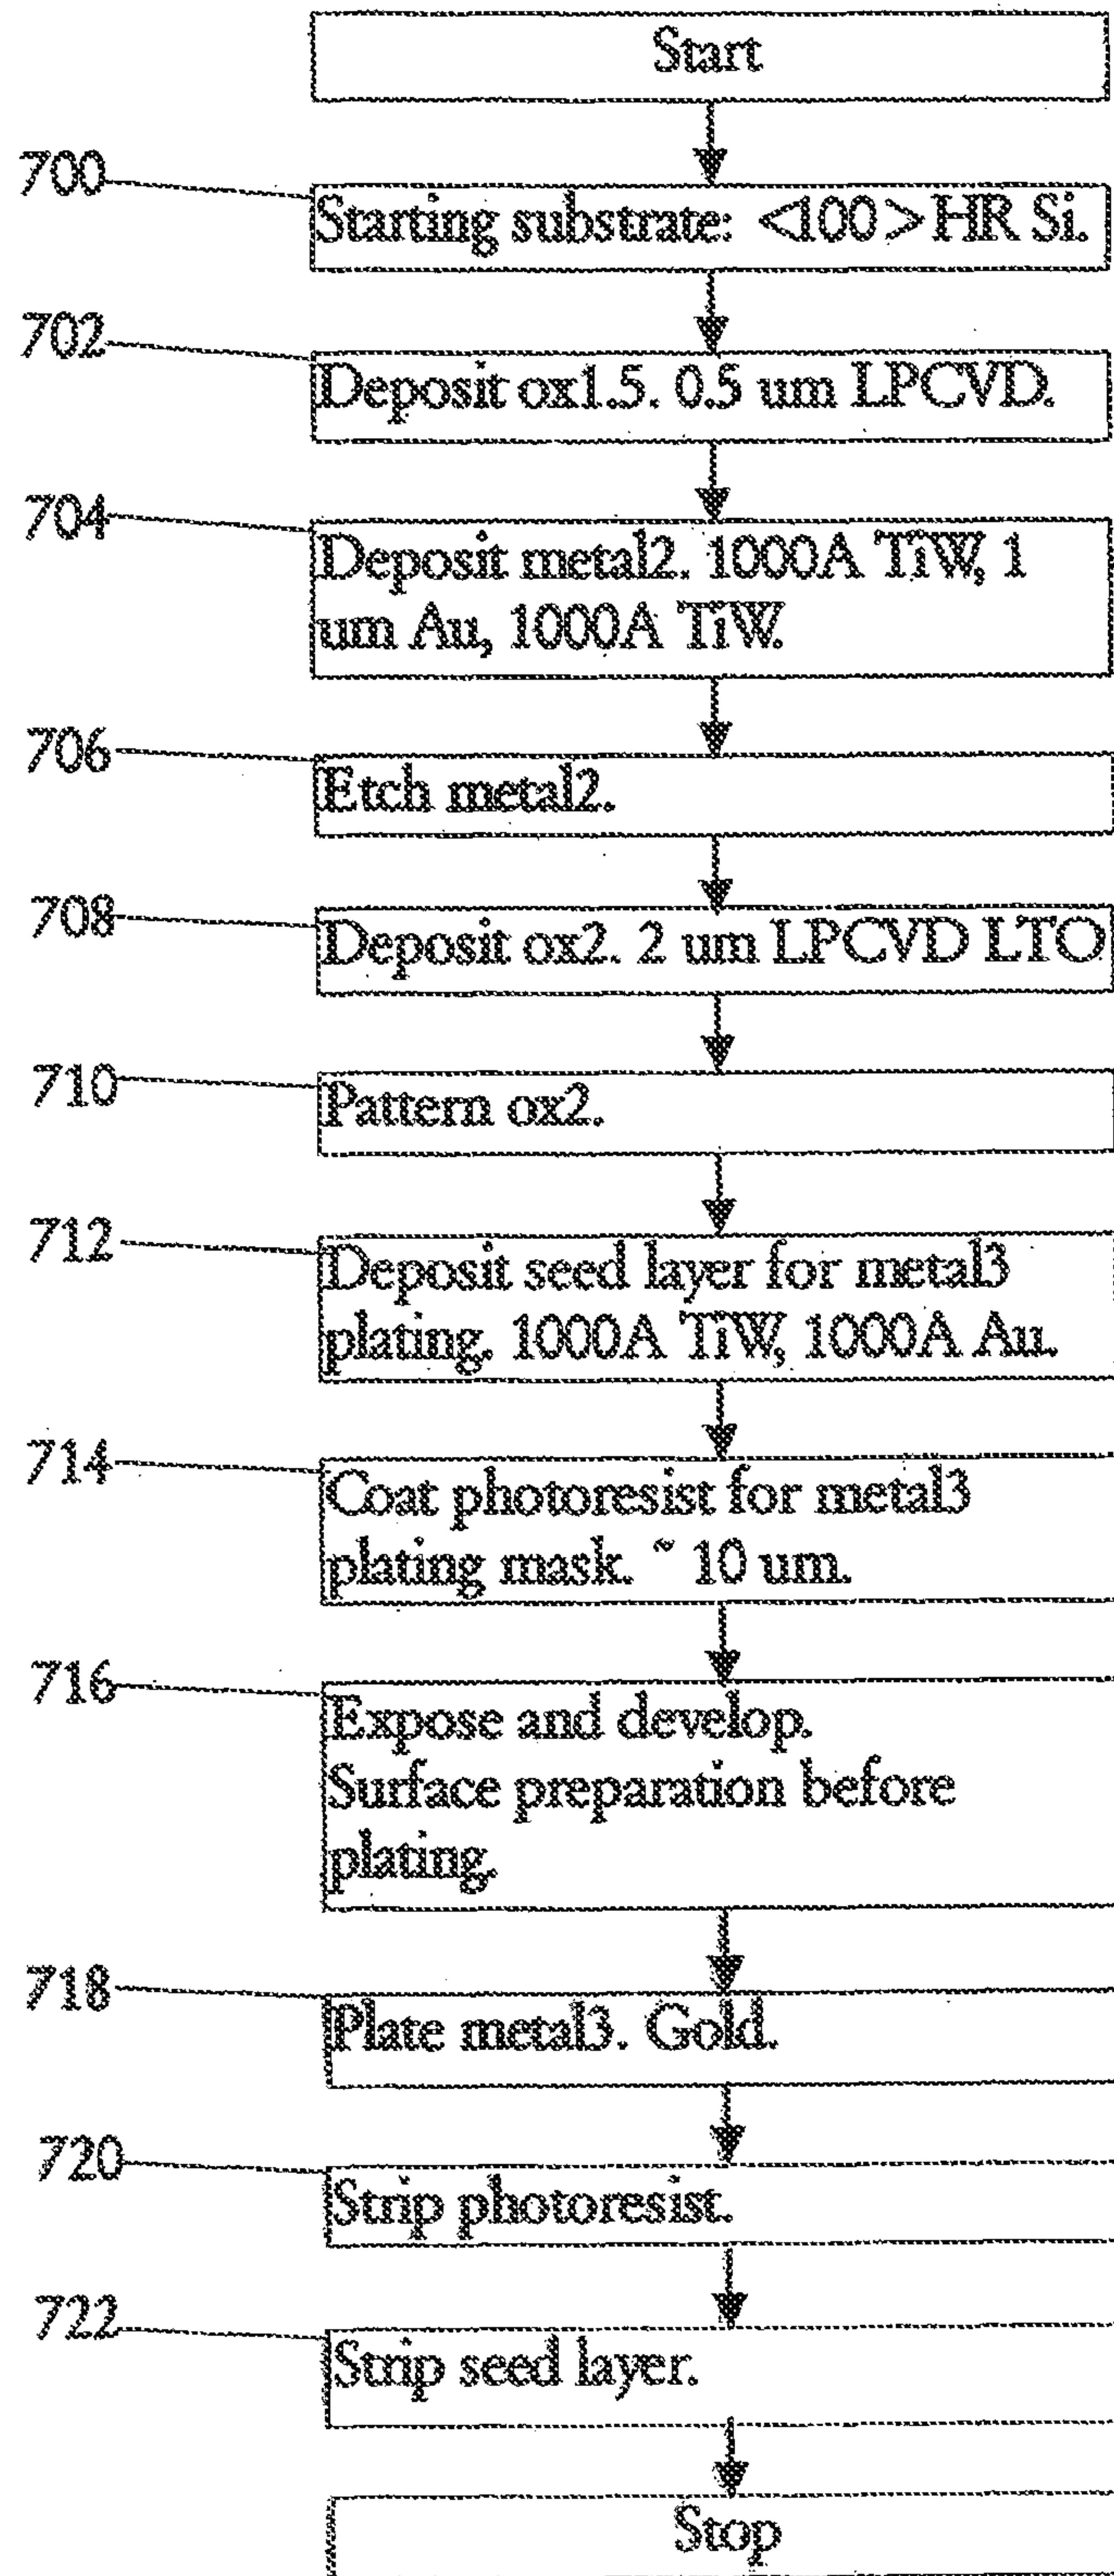 Start
700
Starting substrate: <100> HR Si.
702
Deposit ox1.5. 0.5 um LPCVD.
704
Deposit metal2. 1000A TiW, 1
um Au, 1000A TiW.
706
Etch metal2.
708
Deposit ox2. 2 um LPCVD LTO
710
Pattern ox2.
712
Deposit seed layer for metal3
plating. 1000A TiW, 1000A Au.
714
Coat photoresist for metal3
plating mask. ~ 10 um.
716
Expose and develop.
Surface preparation before
plating.
718
Plate metal3. Gold.
720
Strip photoresist.
722
Strip seed layer.
Stop